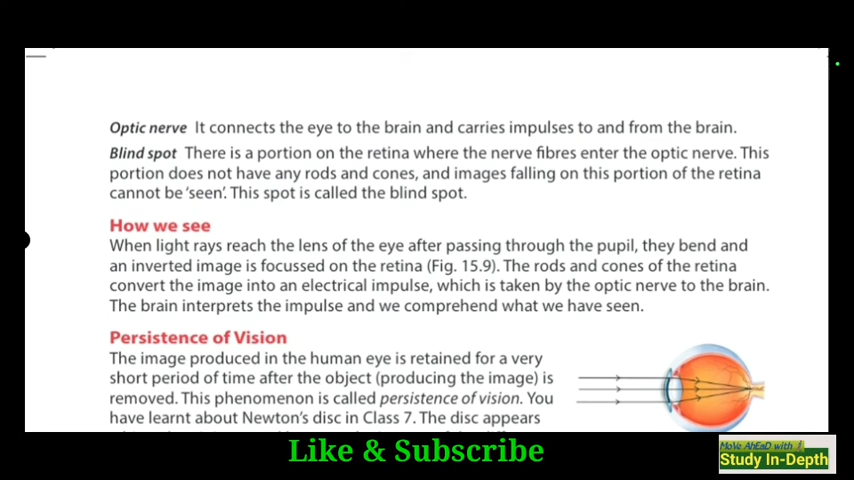 Optic nerve It connects the eye to the brain and carries impulses to and from the brain.
Blind spot There is a portion on the retina where the nerve fibres enter the optic nerve. This
portion does not have any rods and cones, and images falling on this portion of the retina
cannot be ‘seen’. This spot is called the blind spot.
How we see
When light rays reach the lens of the eye after passing through the pupil, they bend and
an inverted image is focussed on the retina (Fig. 15.9). The rods and cones of the retina
convert the image into an electrical impulse, which is taken by the optic nerve to the brain.
The brain interprets the impulse and we comprehend what we have seen.
Persistence of Vision
The image produced in the human eye is retained for a very
short period of time after the object (producing the image) is
removed. This phenomenon is called persistence of vision. You
have learnt about Newton’s disc in Class 7. The disc appears
Like & Subscribe
MoVe AhEaD with
Study In-Depth